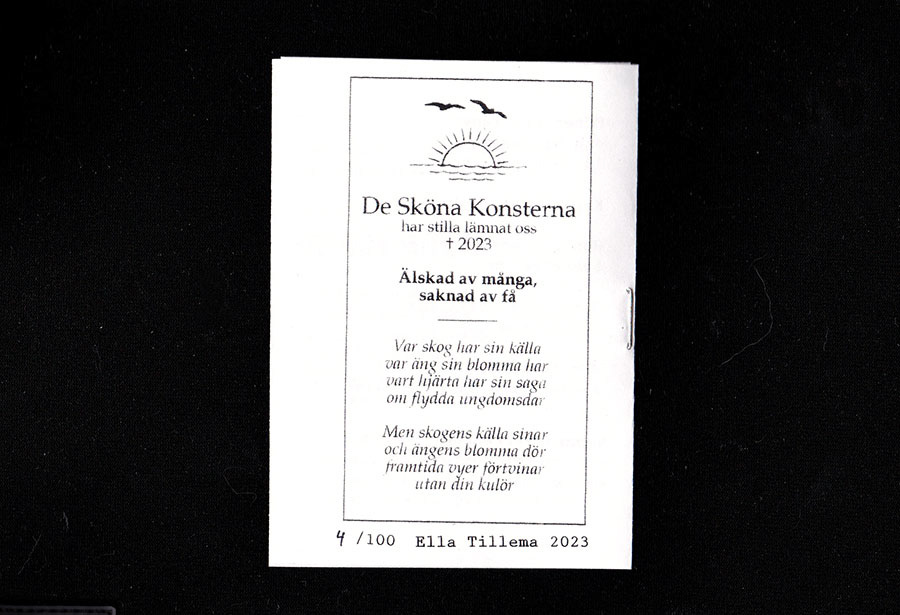 De Sköna Konsterna
har stilla lämnat oss
† 2023
Älskad av många,
saknad av få
Var skog har sin källa
var äng sin blomma har
vart hjärta har sin saga
om flydda ungdomsdar
Men skogens källa sinar
och ängens blomma dör
framtida vyer förtvinar
utan din kulör
4 /100 Ella Tillema 2023